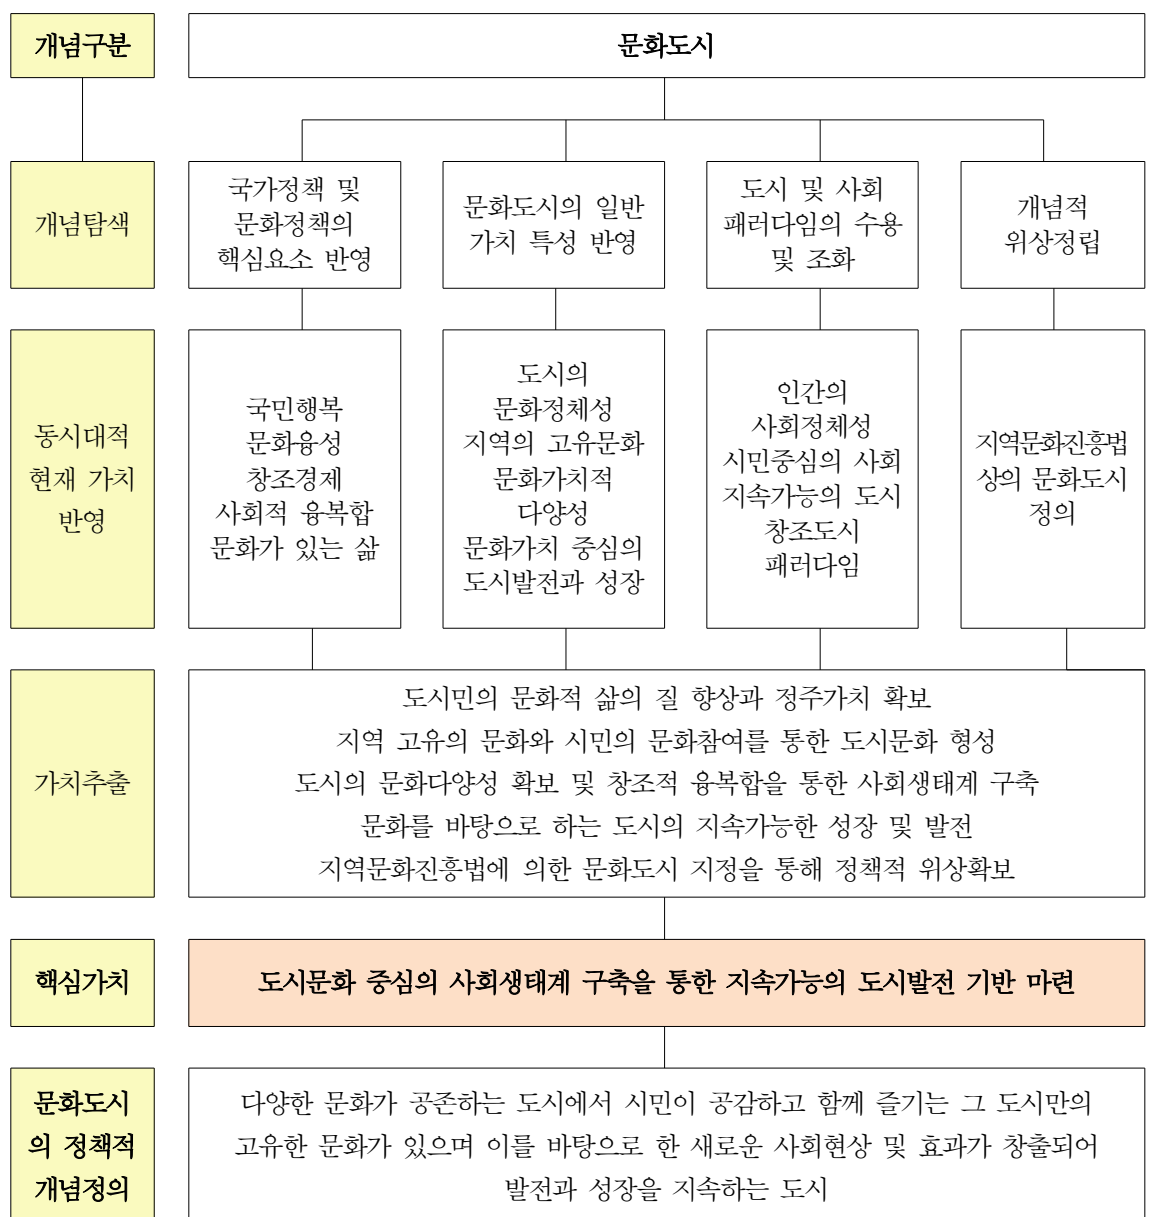 개념구분
문화도시
개념탐색
국가정책 및
문화정책의
핵심요소 반영
문화도시의 일반
가치 특성 반영
도시 및 사회
패러다임의 수용
및 조화
개념적
위상정립
동시대적
현재 가치
반영
국민행복
문화융성
창조경제
사회적 융복합
문화가 있는 삶
도시의
문화정체성
지역의 고유문화
문화가치적
다양성
문화가치 중심의
도시발전과 성장
인간의
사회정체성
시민중심의 사회
지속가능의 도시
창조도시
패러다임
지역문화진흥법
상의 문화도시
정의
가치추출
도시민의 문화적 삶의 질 향상과 정주가치 확보
지역 고유의 문화와 시민의 문화참여를 통한 도시문화 형성
도시의 문화다양성 확보 및 창조적 융복합을 통한 사회생태계 구축
문화를 바탕으로 하는 도시의 지속가능한 성장 및 발전
지역문화진흥법에 의한 문화도시 지정을 통해 정책적 위상확보
핵심가치
도시문화 중심의 사회생태계 구축을 통한 지속가능의 도시발전 기반 마련
문화도시
의 정책적
개념정의
다양한 문화가 공존하는 도시에서 시민이 공감하고 함께 즐기는 그 도시만의
고유한 문화가 있으며 이를 바탕으로 한 새로운 사회현상 및 효과가 창출되어
발전과 성장을 지속하는 도시